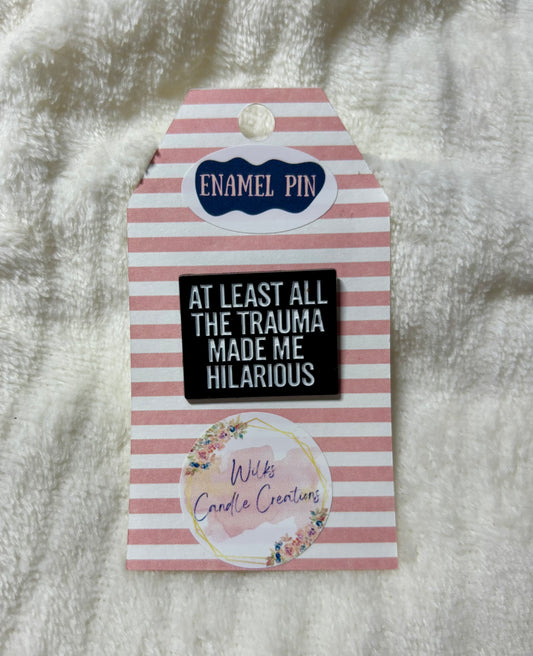 ENAMEL PIN
AT LEAST ALL
THE TRAUMA
MADE ME
HILARIOUS
Wilks
Candle Creations